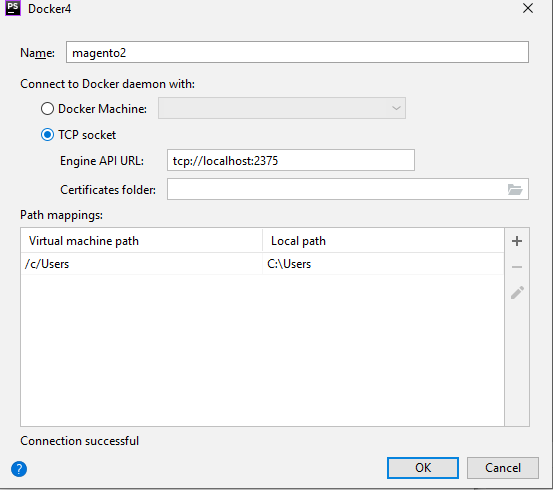 PS Docker4
Name: magento2
Connect to Docker daemon with:
Docker Machine:
TCP socket
Engine API URL: tcp://localhost:2375
Certificates folder:
Path mappings:
Virtual machine path Local path
/c/Users C:\Users
Connection successful
? OK Cancel